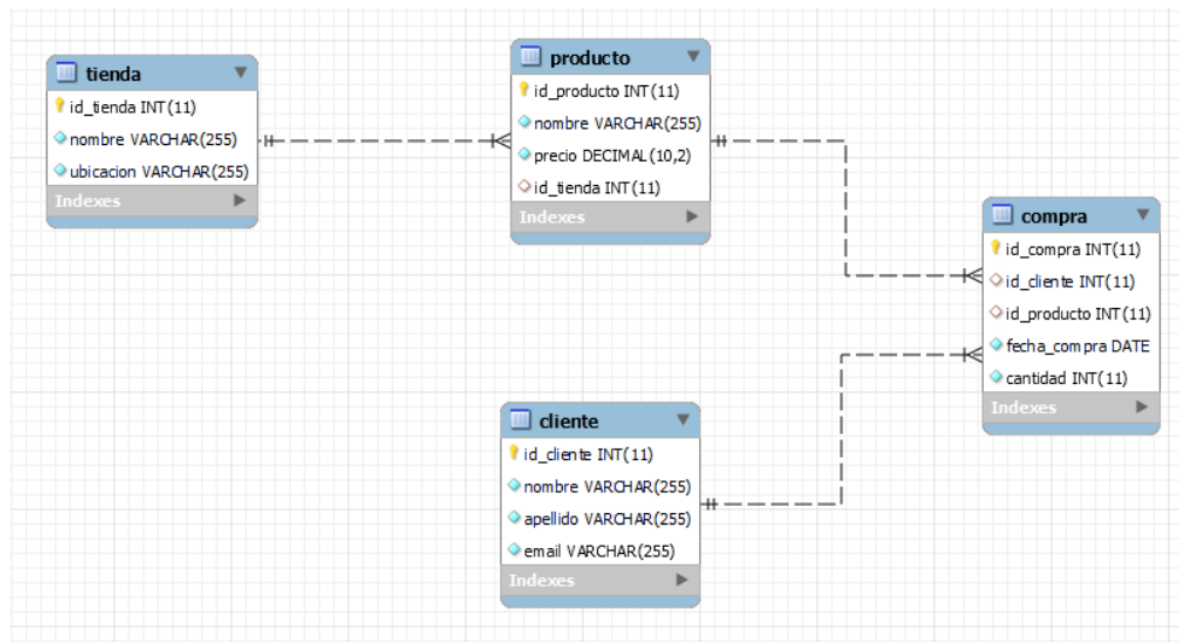 tienda
id_tienda INT(11)
nombre VARCHAR(255)
ubicacion VARCHAR(255)
Indexes
producto
id_producto INT(11)
nombre VARCHAR(255)
precio DECIMAL(10,2)
id_tienda INT(11)
Indexes
compra
id_compra INT(11)
id_cliente INT(11)
id_producto INT(11)
fecha_compra DATE
cantidad INT(11)
Indexes
cliente
id_cliente INT(11)
nombre VARCHAR(255)
apellido VARCHAR(255)
email VARCHAR(255)
Indexes